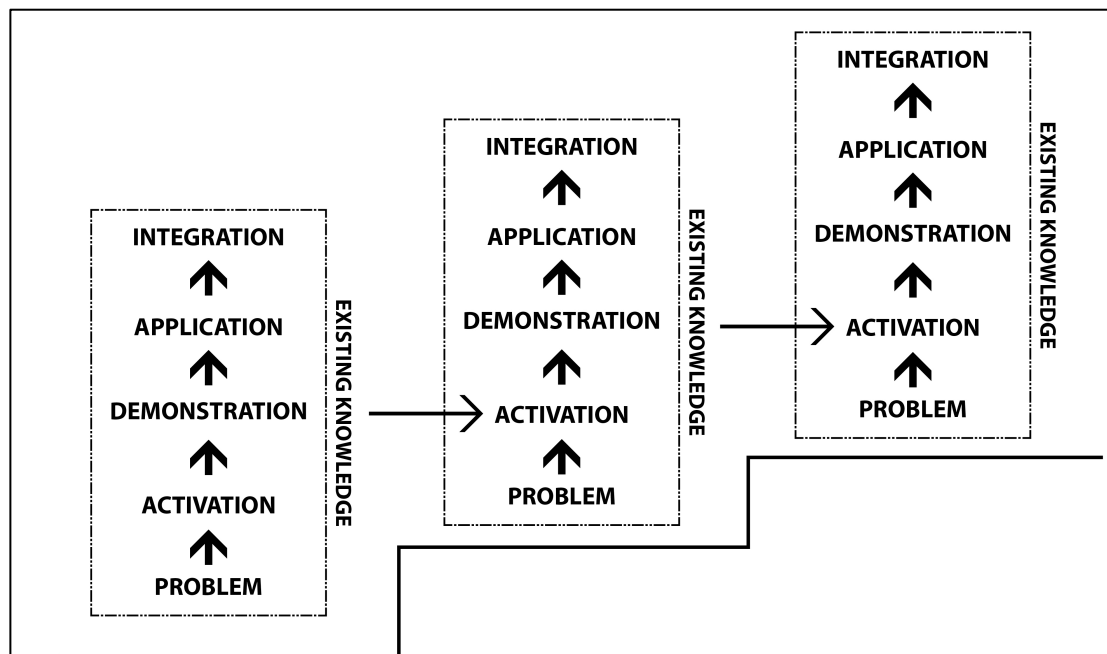 INTEGRATION
APPLICATION
DEMONSTRATION
ACTIVATION
PROBLEM
EXISTING KNOWLEDGE
INTEGRATION
APPLICATION
DEMONSTRATION
ACTIVATION
PROBLEM
EXISTING KNOWLEDGE
INTEGRATION
APPLICATION
DEMONSTRATION
ACTIVATION
PROBLEM
EXISTING KNOWLEDGE